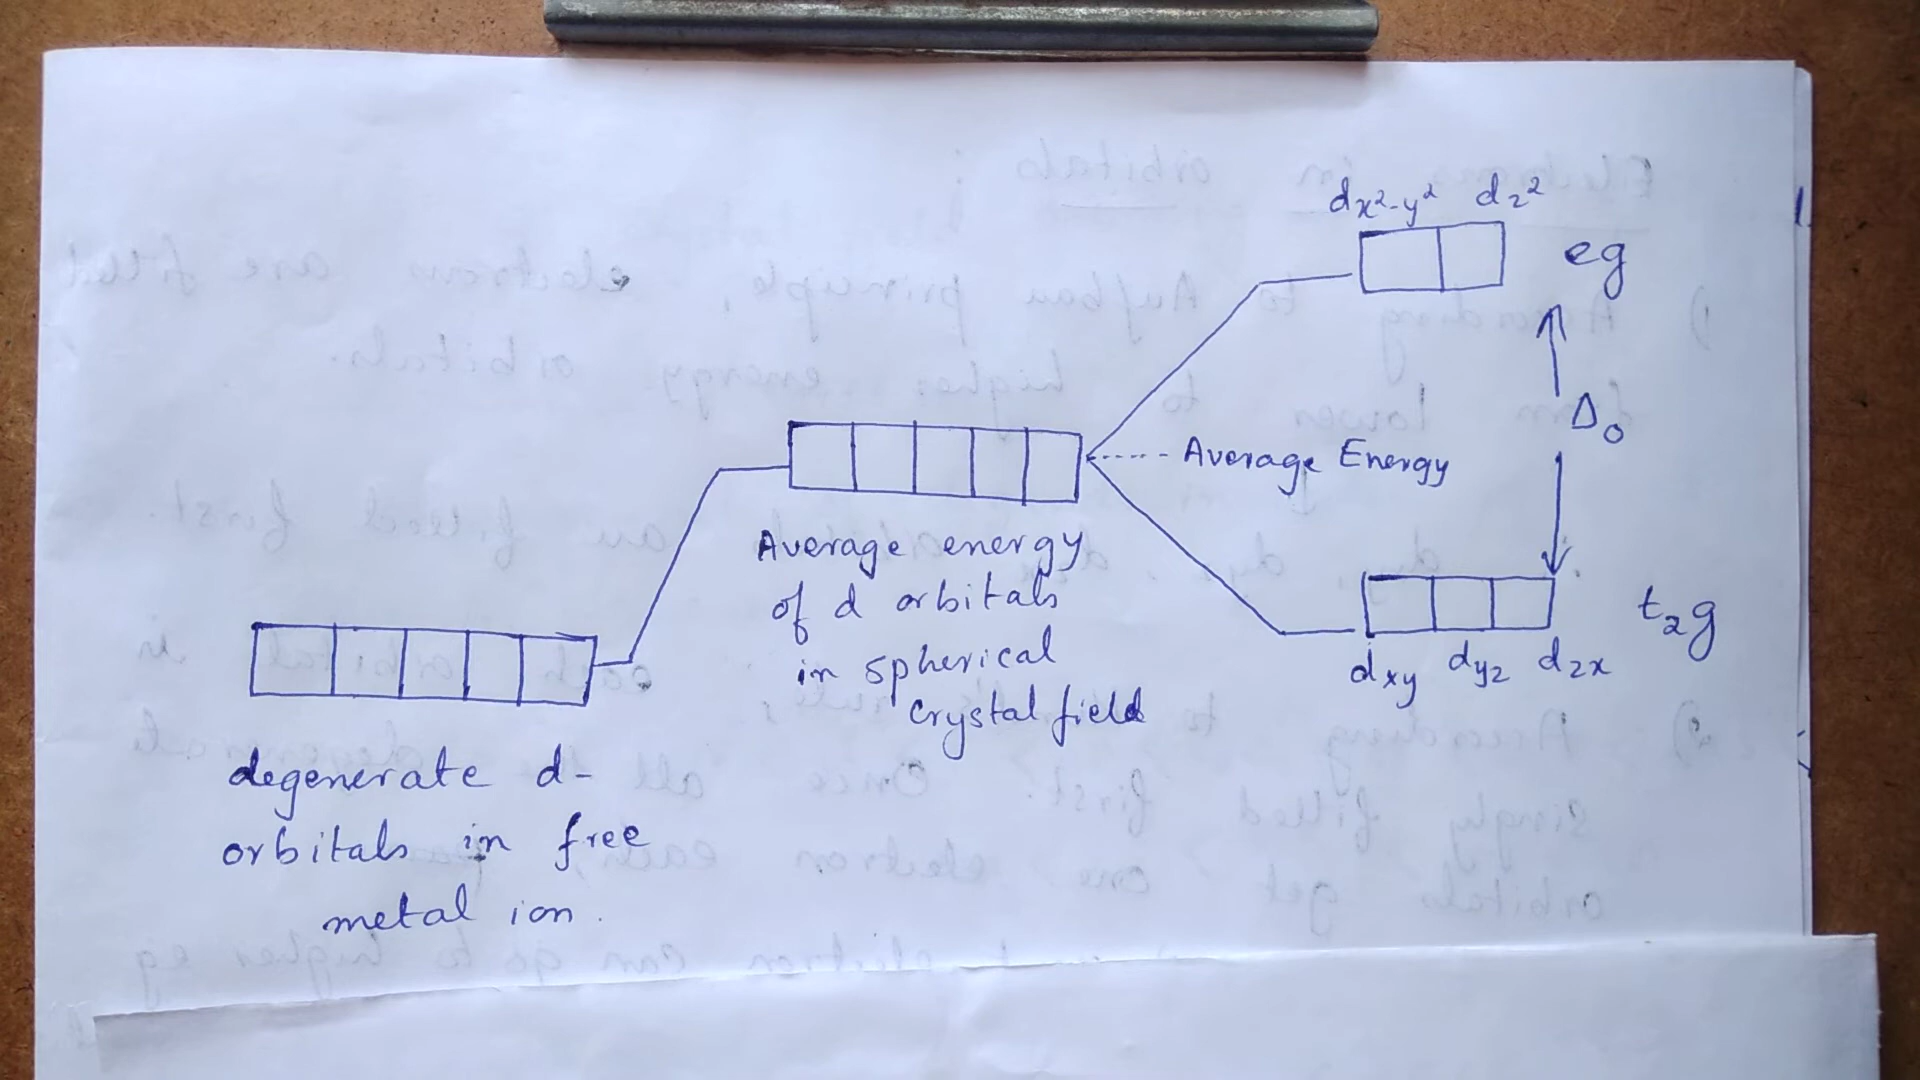 dx²-y² dz²
eg
Δo
Average Energy
Average energy
of d orbitals
in spherical
crystal field
t2g
dxy dyz dzx
degenerate d-
orbitals in free
metal ion.